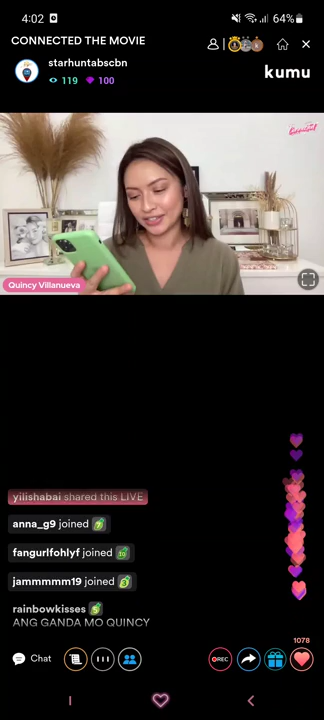 4:02
64%
CONNECTED THE MOVIE
starhuntabscbn
119 100
kumu
Quincy Villanueva
yilishabai shared this LIVE
anna_g9 joined
fangurlfohlyf joined
jammmmm19 joined
rainbowkisses
ANG GANDA MO QUINCY
1078
Chat
REC